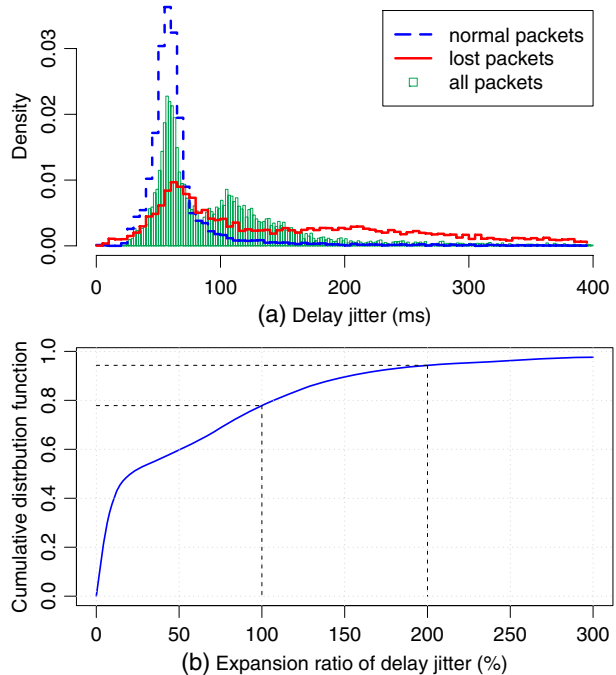 normal packets
lost packets
all packets
Density
0.00 0.01 0.02 0.03
0 100 200 300 400
(a) Delay jitter (ms)
Cumulative distrbution function
0.0 0.2 0.4 0.6 0.8 1.0
0 50 100 150 200 250 300
(b) Expansion ratio of delay jitter (%)